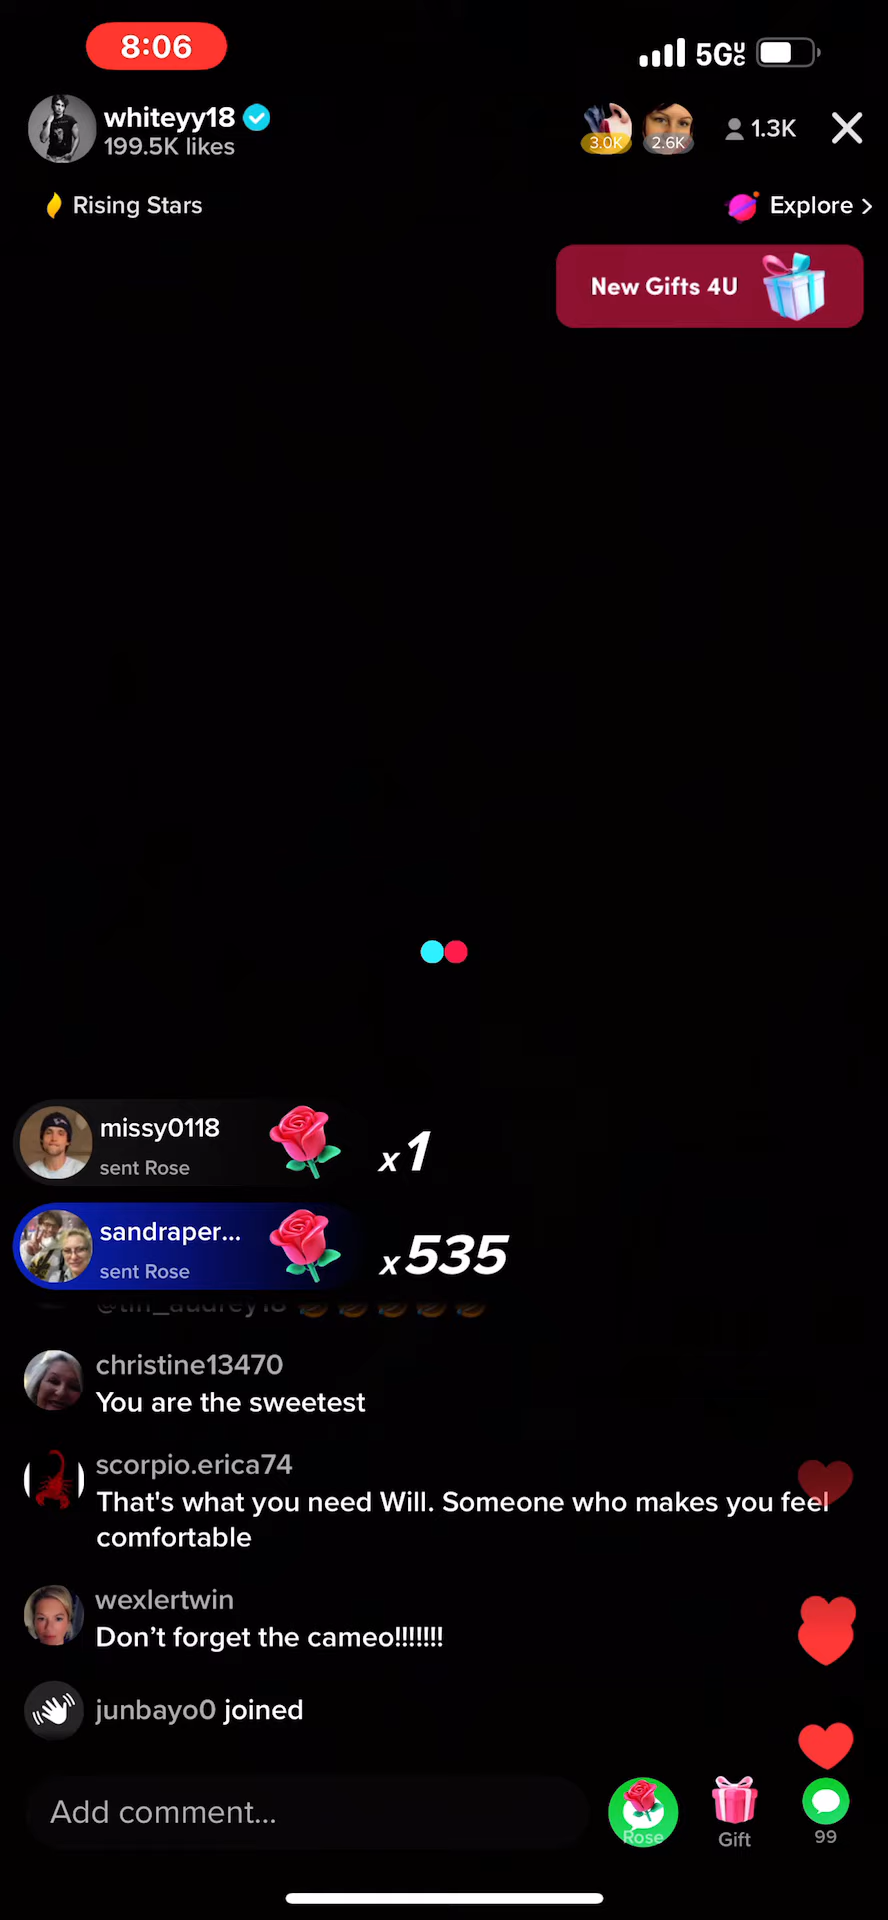 8:06
5GUC
whiteyy18
199.5K likes
3.0K
2.6K
1.3K
Rising Stars
Explore >
New Gifts 4U
missy0118
sent Rose
x1
sandraper...
sent Rose
x535
@tiff_audrey18
christine13470
You are the sweetest
scorpio.erica74
That's what you need Will. Someone who makes you feel
comfortable
wexlertwin
Don’t forget the cameo!!!!!!!
junbayo0 joined
Add comment...
Rose
Gift
99